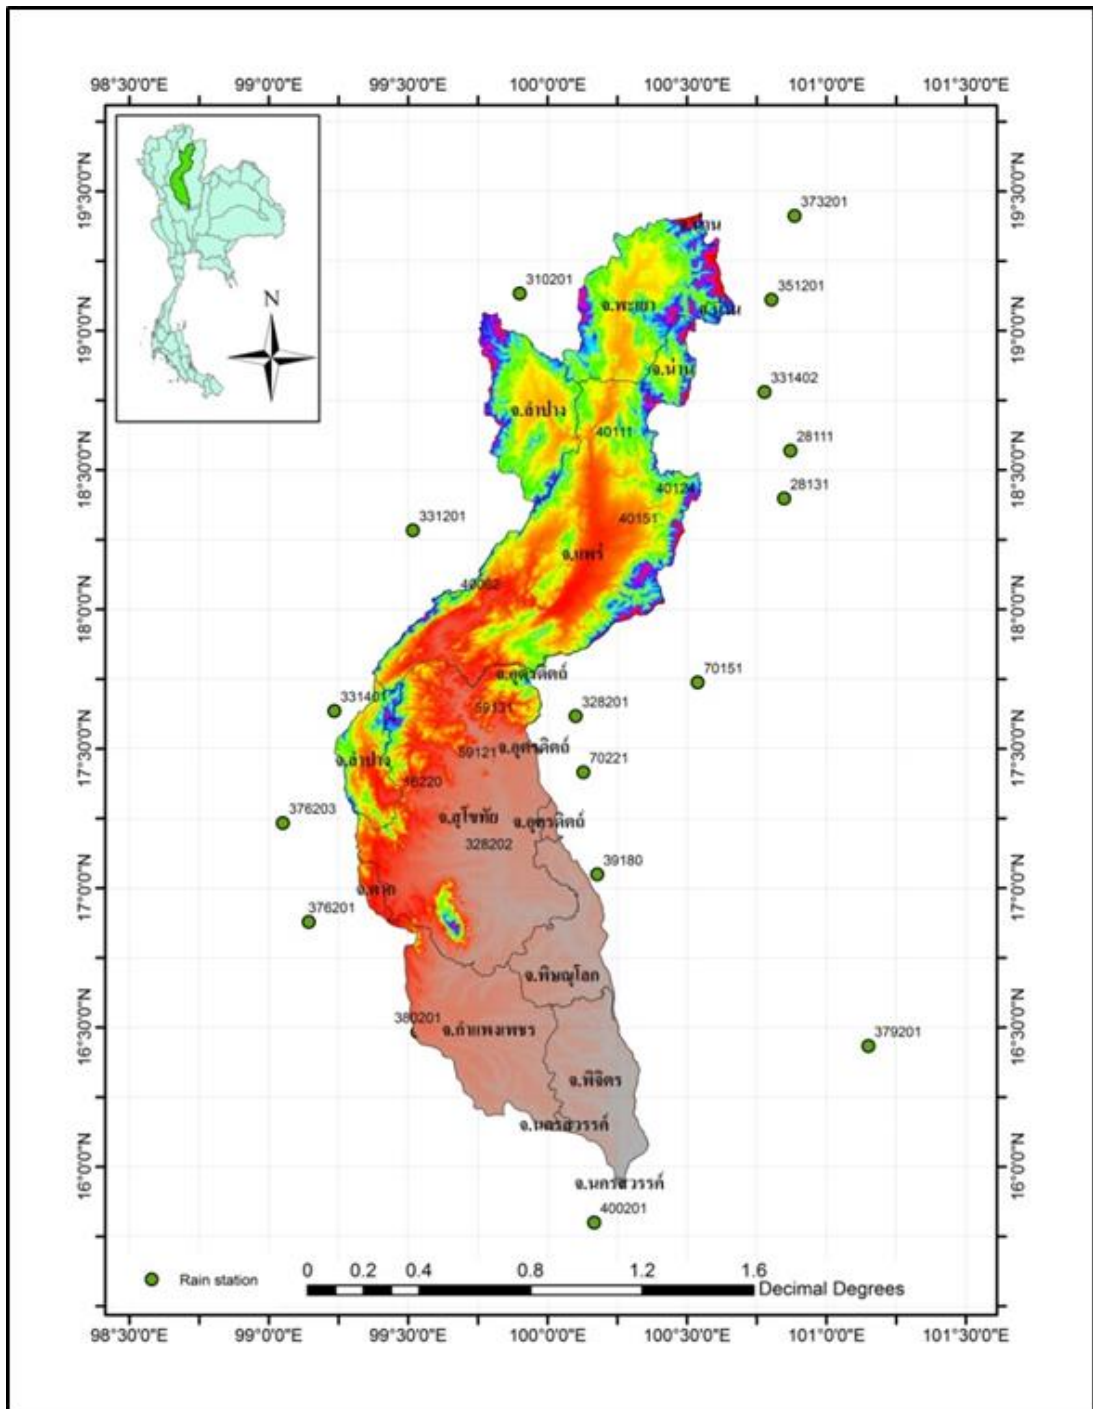 98°30'0"E 99°0'0"E 99°30'0"E 100°0'0"E 100°30'0"E 101°0'0"E 101°30'0"E
19°30'0"N
19°30'0"N
373201
310201
351201
จ.พะเยา
N
19°0'0"N
19°0'0"N
จ.น่าน
331402
จ.ลำปาง
40111
28111
18°30'0"N
18°30'0"N
40124
28131
40151
331201
จ.แพร่
18°0'0"N
18°0'0"N
จ.อุตรดิตถ์
70151
331401
59131
328201
17°30'0"N
17°30'0"N
59121
จ.อุตรดิตถ์
จ.ลำปาง
70221
376203
จ.สุโขทัย
จ.อุตรดิตถ์
328202
39180
17°0'0"N
17°0'0"N
จ.ตาก
376201
จ.พิษณุโลก
380201
จ.กำแพงเพชร
16°30'0"N
16°30'0"N
379201
จ.พิจิตร
จ.นครสวรรค์
16°0'0"N
16°0'0"N
จ.นครสวรรค์
400201
Rain station
0 0.2 0.4 0.8 1.2 1.6
Decimal Degrees
98°30'0"E 99°0'0"E 99°30'0"E 100°0'0"E 100°30'0"E 101°0'0"E 101°30'0"E